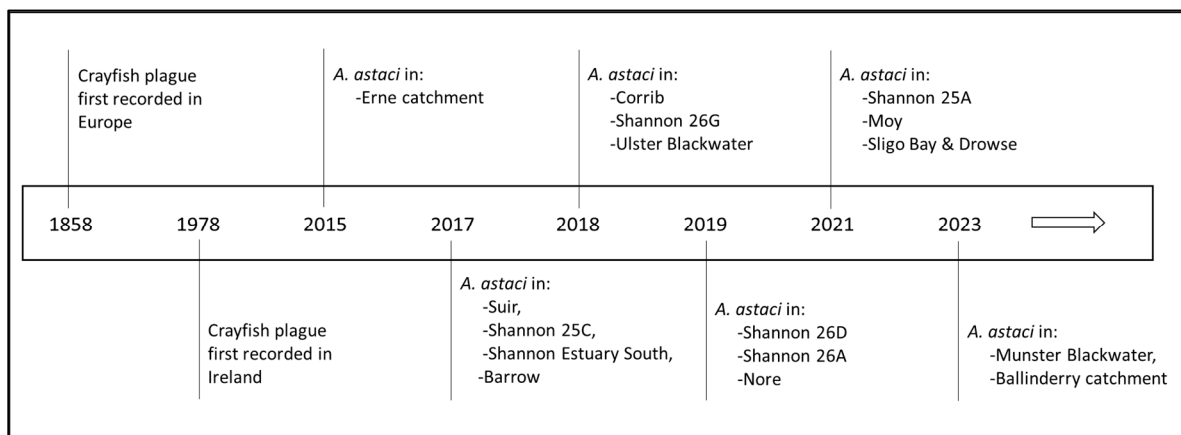 Crayfish plague
first recorded in
Europe
A. astaci in:
-Erne catchment
A. astaci in:
-Corrib
-Shannon 26G
-Ulster Blackwater
A. astaci in:
-Shannon 25A
-Moy
-Sligo Bay & Drowse
1858 1978 2015 2017 2018 2019 2021 2023
Crayfish plague
first recorded in
Ireland
A. astaci in:
-Suir,
-Shannon 25C,
-Shannon Estuary South,
-Barrow
A. astaci in:
-Shannon 26D
-Shannon 26A
-Nore
A. astaci in:
-Munster Blackwater,
-Ballinderry catchment